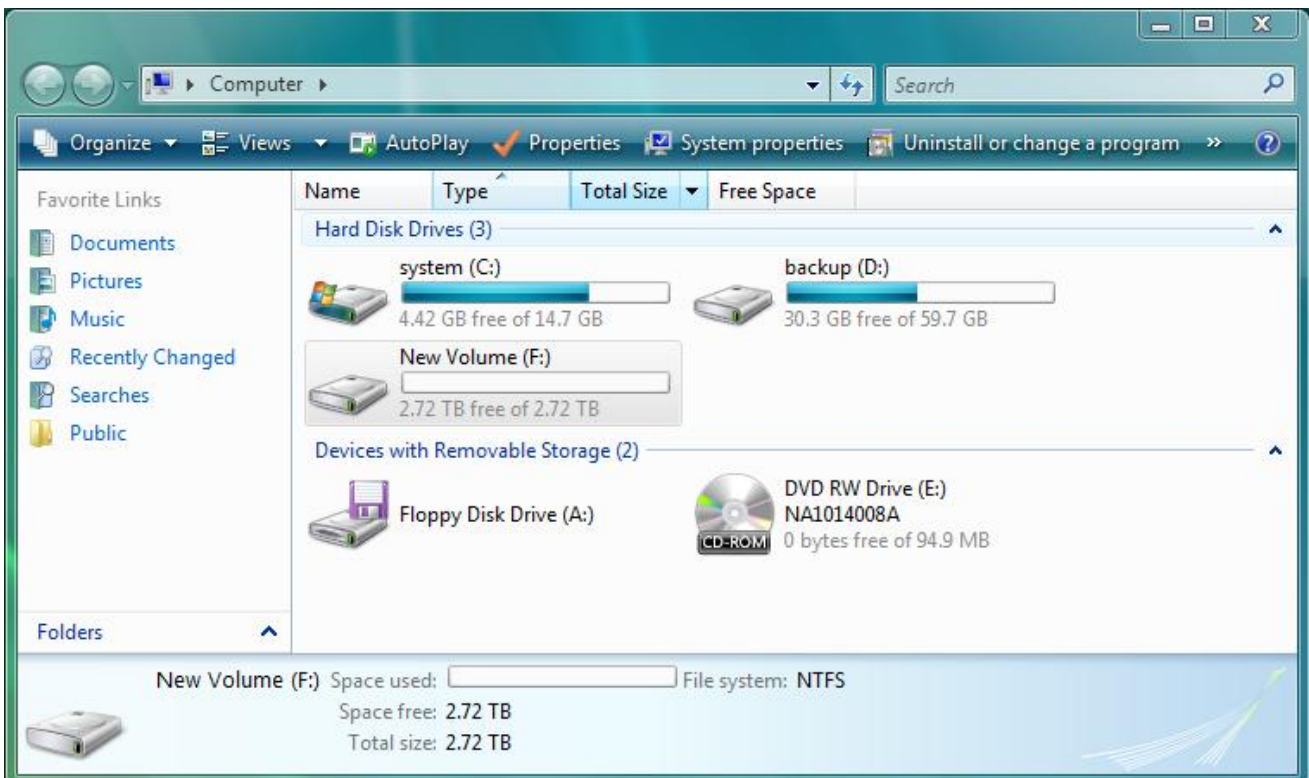 Computer
Search
Organize Views AutoPlay Properties System properties Uninstall or change a program »
Favorite Links
Documents
Pictures
Music
Recently Changed
Searches
Public
Folders
Name Type Total Size Free Space
Hard Disk Drives (3)
system (C:)
4.42 GB free of 14.7 GB
backup (D:)
30.3 GB free of 59.7 GB
New Volume (F:)
2.72 TB free of 2.72 TB
Devices with Removable Storage (2)
Floppy Disk Drive (A:)
DVD RW Drive (E:)
NA1014008A
0 bytes free of 94.9 MB
CD-ROM
New Volume (F:) Space used: File system: NTFS
Space free: 2.72 TB
Total size: 2.72 TB